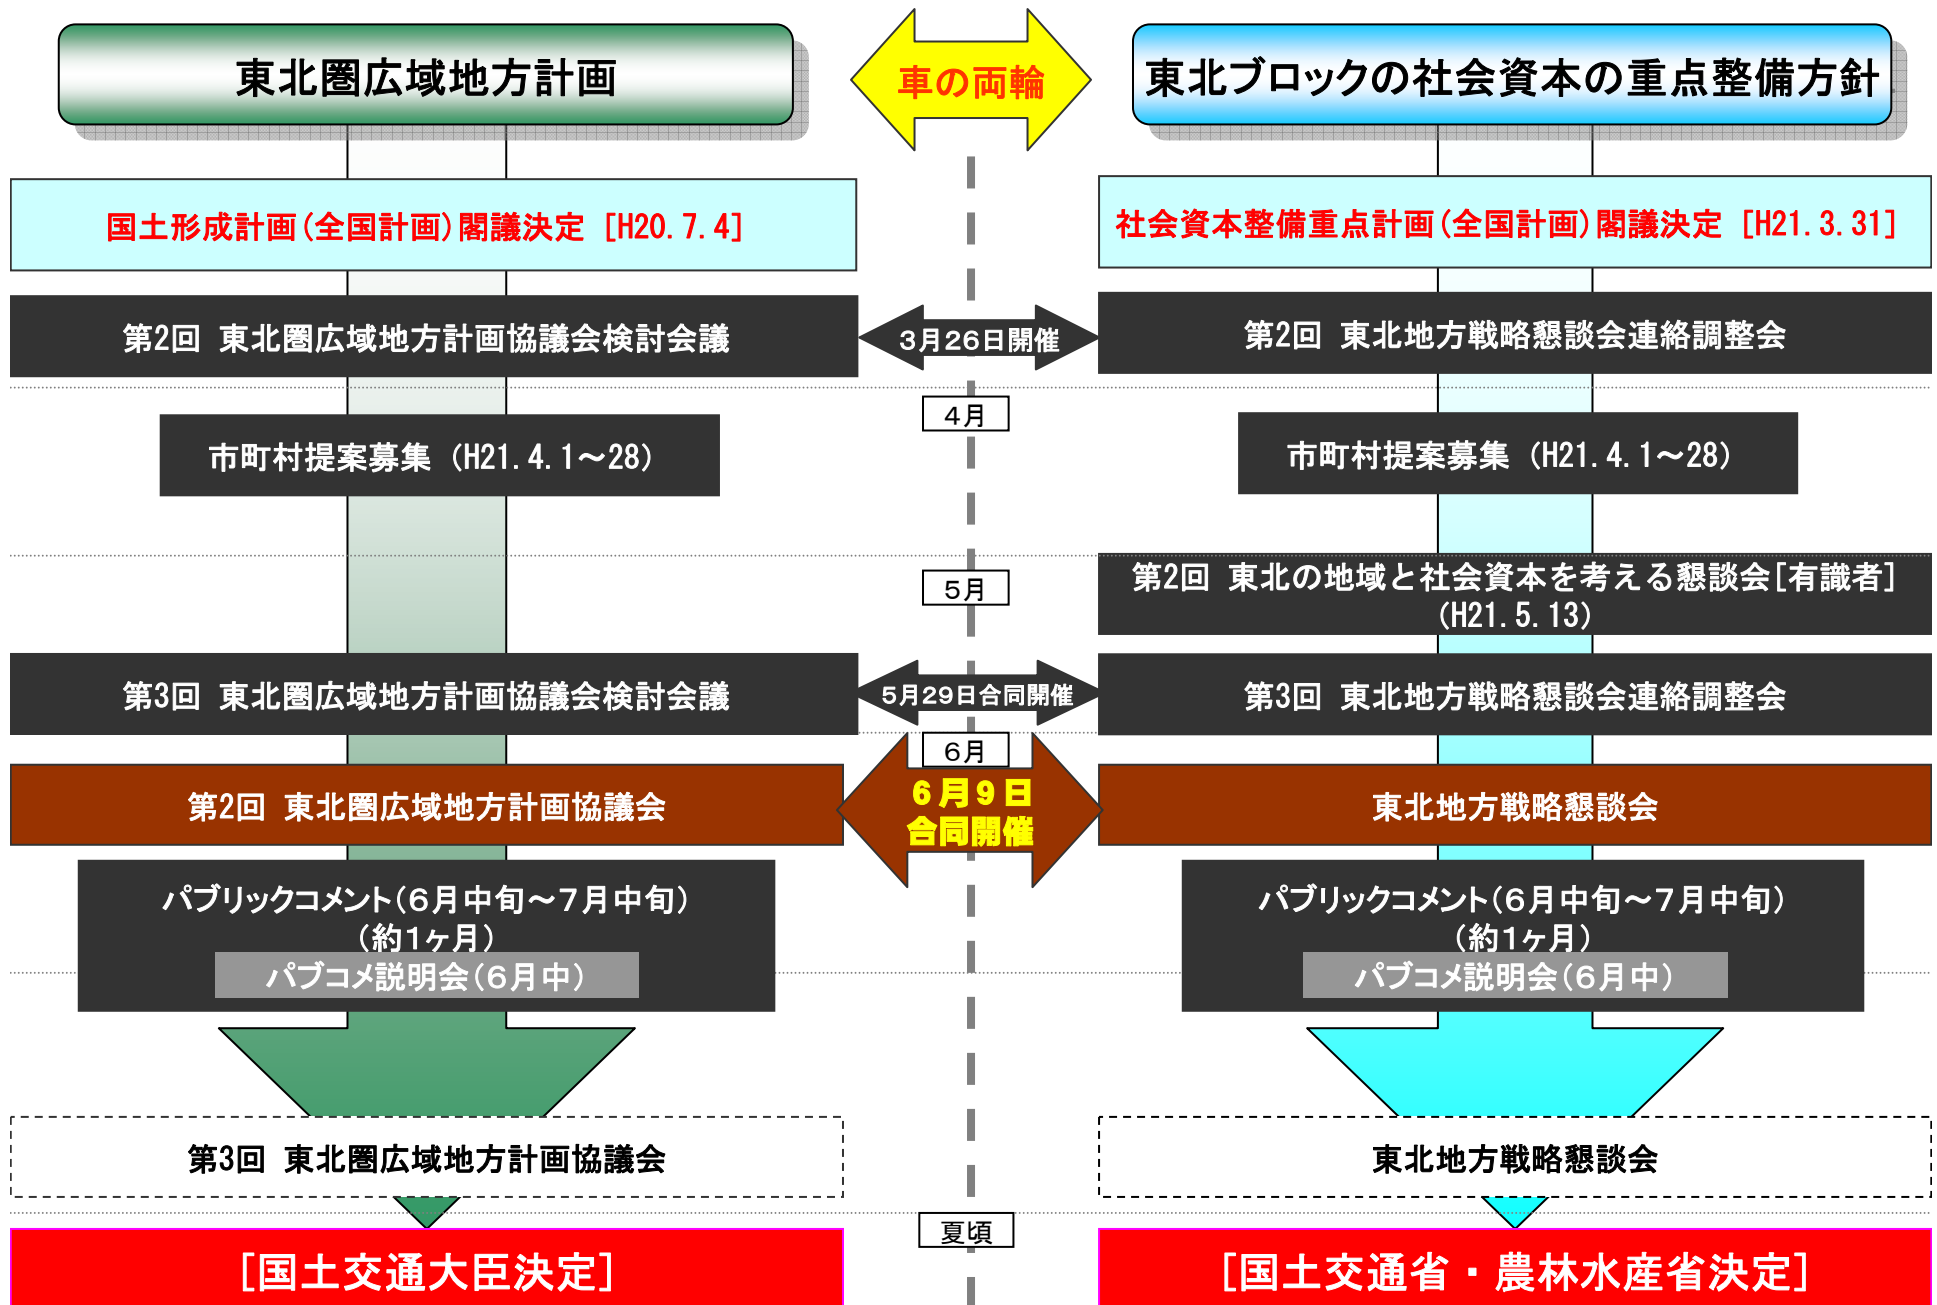 東北圏広域地方計画
車の両輪
東北ブロックの社会資本の重点整備方針
国土形成計画(全国計画)閣議決定 [H20.7.4]
社会資本整備重点計画(全国計画)閣議決定 [H21.3.31]
第2回 東北圏広域地方計画協議会検討会議
3月26日開催
第2回 東北地方戦略懇談会連絡調整会
4月
市町村提案募集 (H21.4.1～28)
市町村提案募集 (H21.4.1～28)
5月
第2回 東北の地域と社会資本を考える懇談会[有識者]
(H21.5.13)
第3回 東北圏広域地方計画協議会検討会議
5月29日合同開催
第3回 東北地方戦略懇談会連絡調整会
6月
第2回 東北圏広域地方計画協議会
6月9日
合同開催
東北地方戦略懇談会
パブリックコメント(6月中旬～7月中旬)
(約1ヶ月)
パブコメ説明会(6月中)
パブリックコメント(6月中旬～7月中旬)
(約1ヶ月)
パブコメ説明会(6月中)
第3回 東北圏広域地方計画協議会
東北地方戦略懇談会
夏頃
[国土交通大臣決定]
[国土交通省・農林水産省決定]